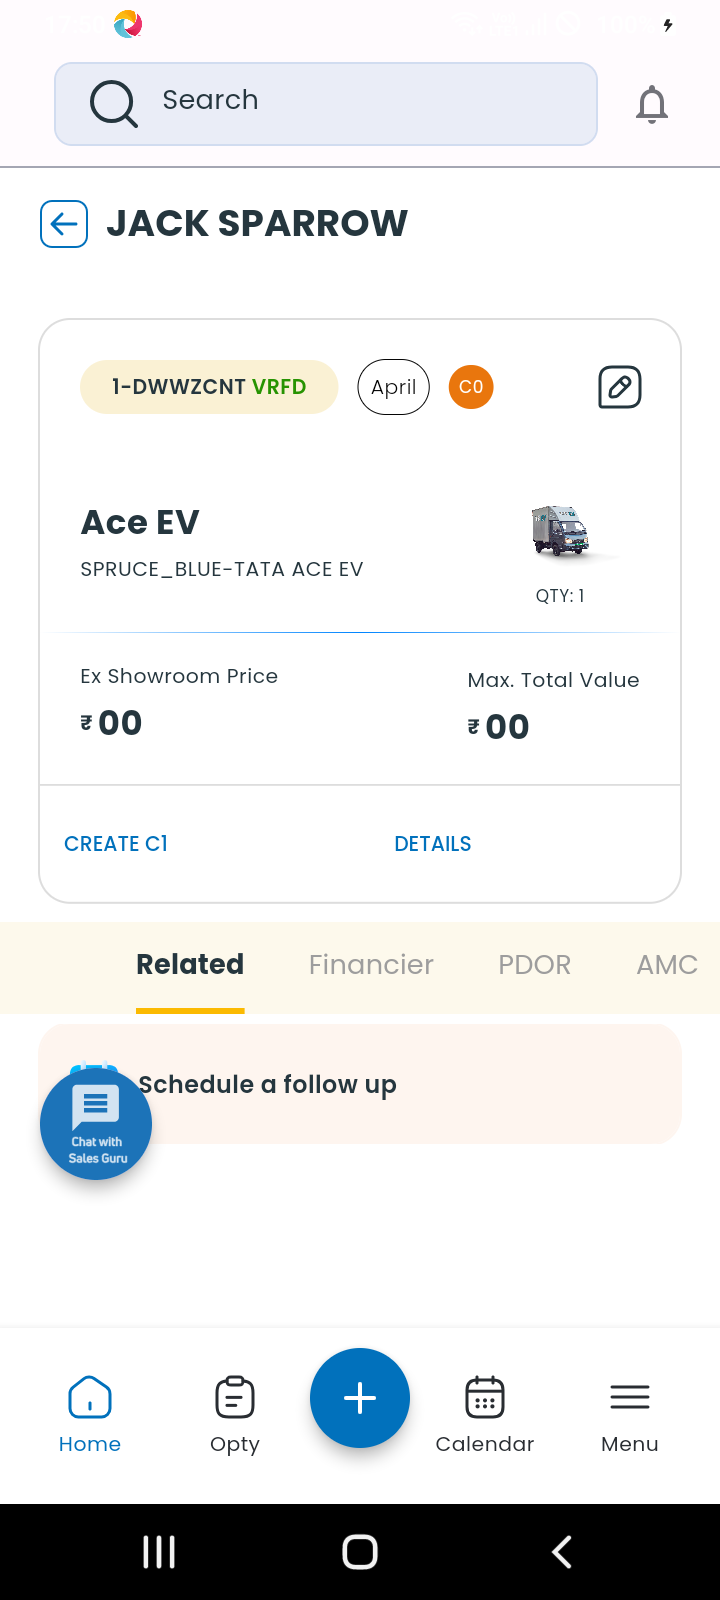 Search
JACK SPARROW
1-DWWZCNT VRFD
April
C0
Ace EV
SPRUCE_BLUE-TATA ACE EV
QTY: 1
Ex Showroom Price
₹ 00
Max. Total Value
₹ 00
CREATE C1
DETAILS
Related
Financier
PDOR
AMC
Schedule a follow up
Chat with
Sales Guru
Home
Opty
Calendar
Menu